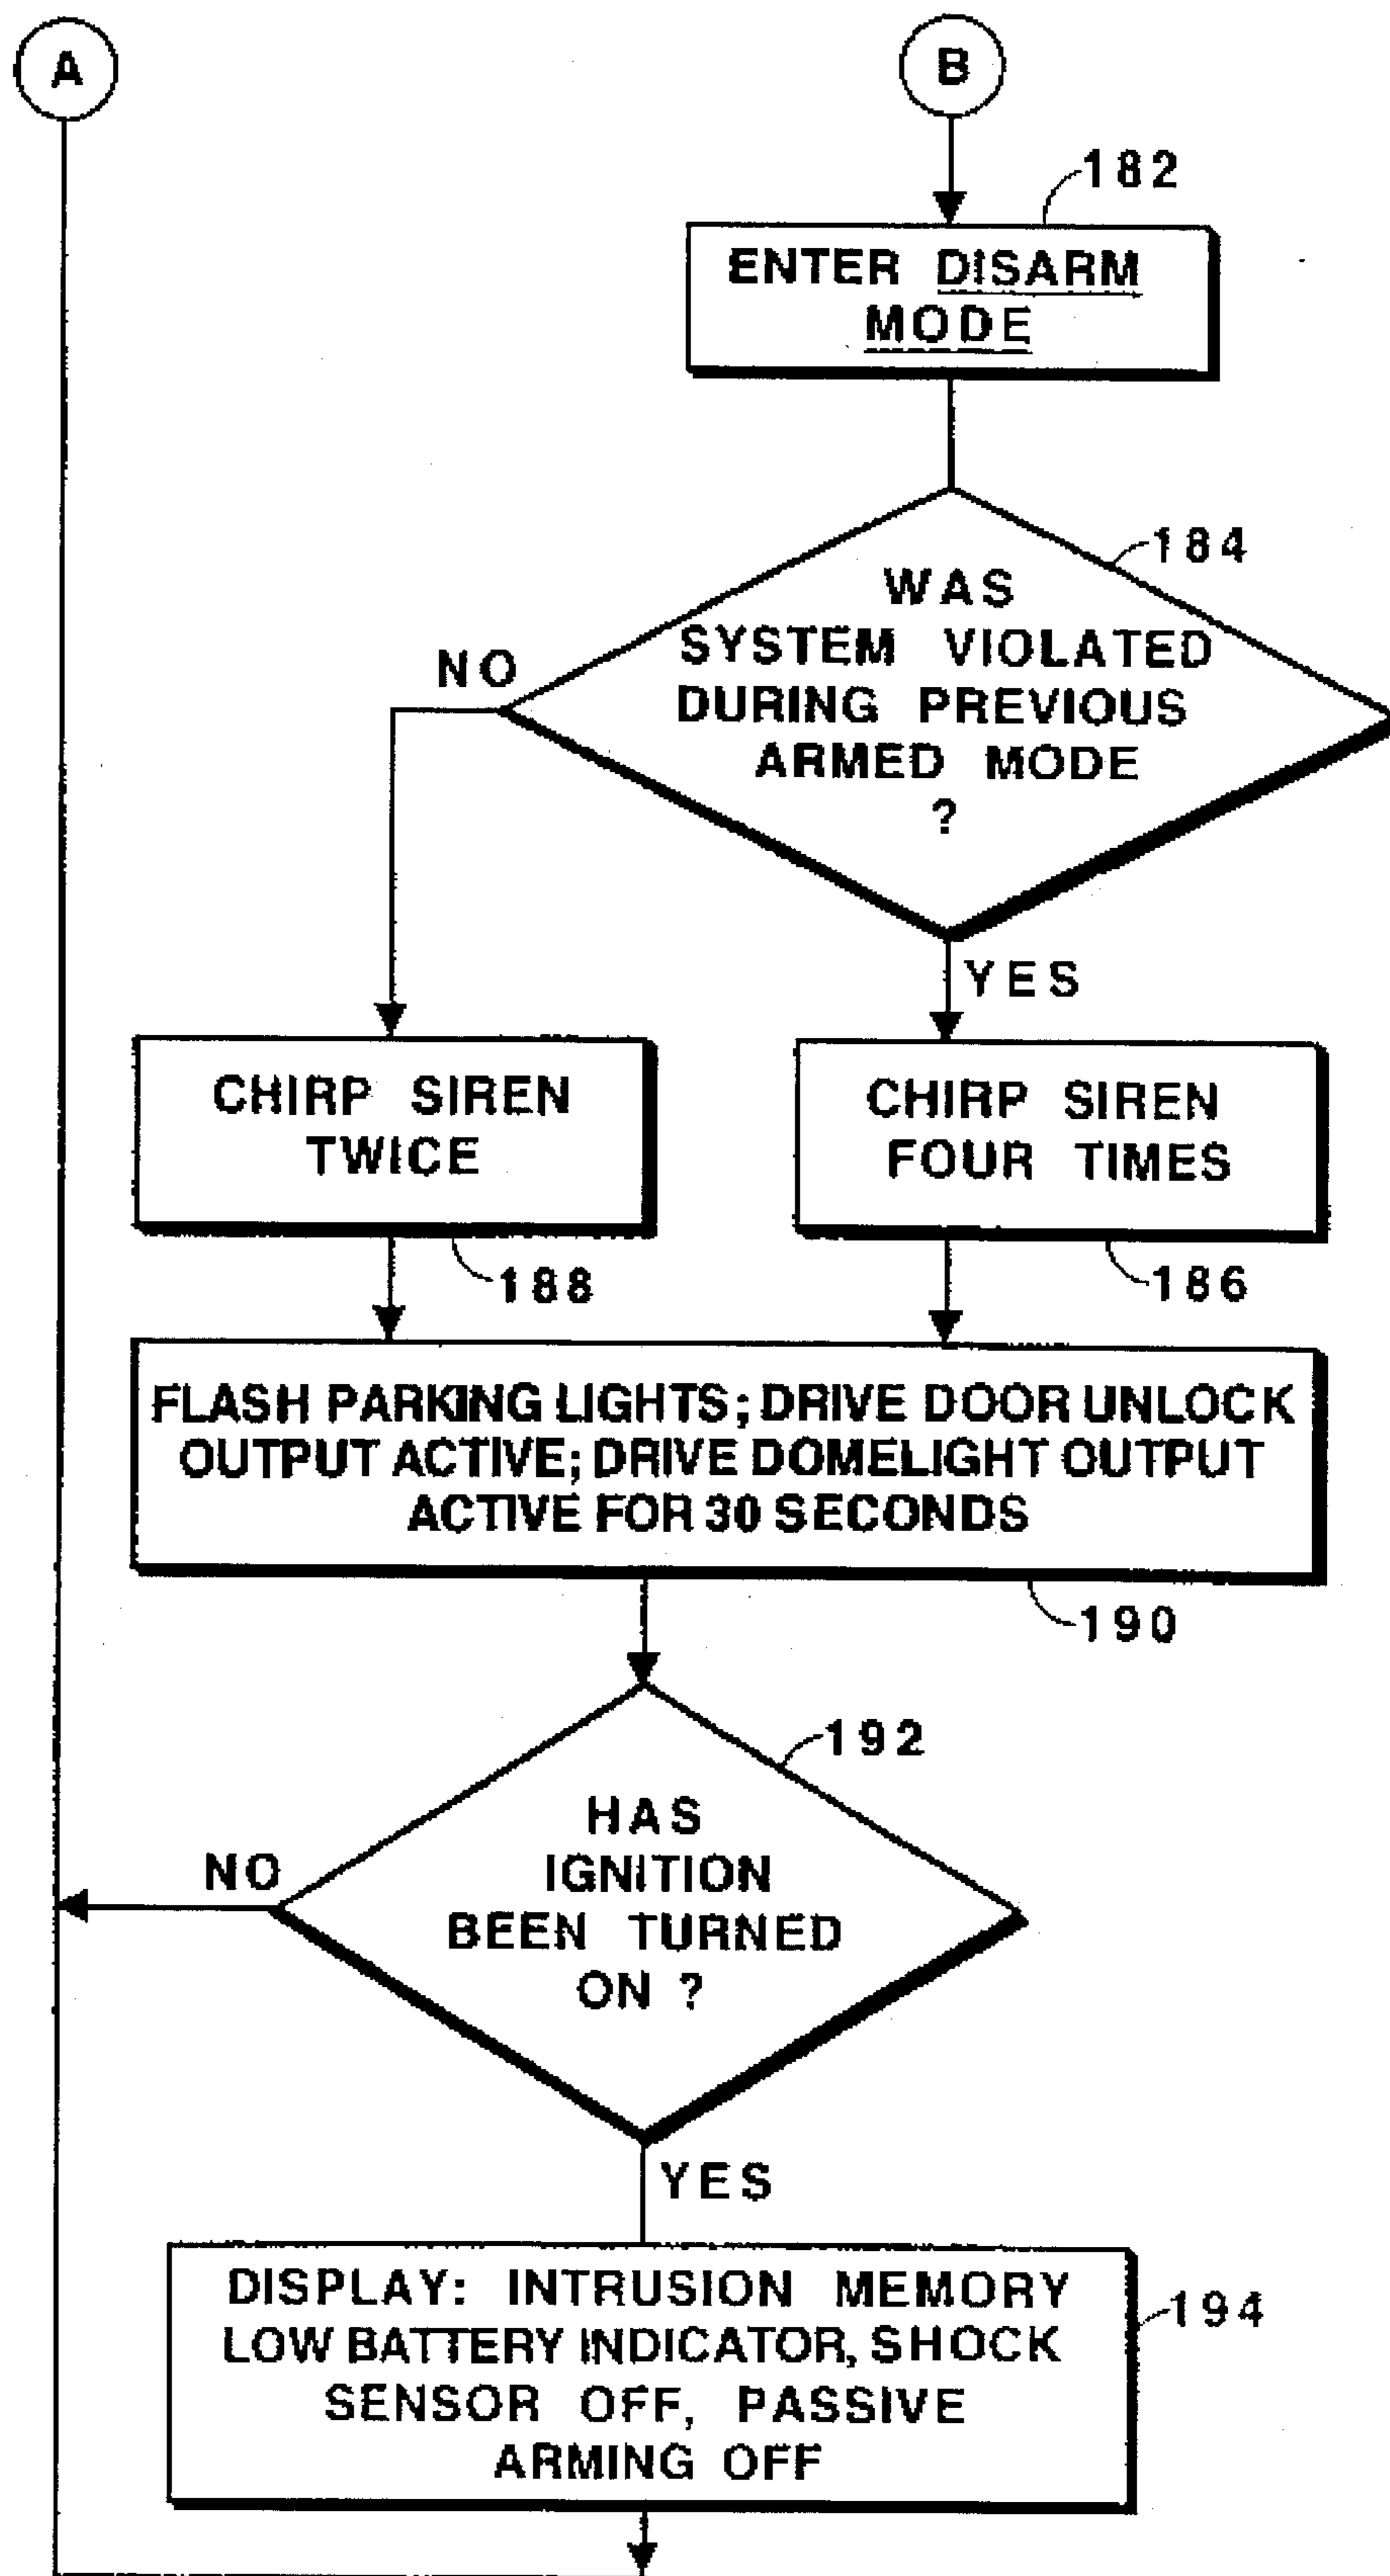 A
B
182
ENTER DISARM
MODE
184
WAS
SYSTEM VIOLATED
DURING PREVIOUS
ARMED MODE
?
NO
YES
CHIRP SIREN
TWICE
188
CHIRP SIREN
FOUR TIMES
186
FLASH PARKING LIGHTS; DRIVE DOOR UNLOCK
OUTPUT ACTIVE; DRIVE DOMELIGHT OUTPUT
ACTIVE FOR 30 SECONDS
190
192
HAS
IGNITION
BEEN TURNED
ON ?
NO
YES
DISPLAY: INTRUSION MEMORY
LOW BATTERY INDICATOR, SHOCK
SENSOR OFF, PASSIVE
ARMING OFF
194